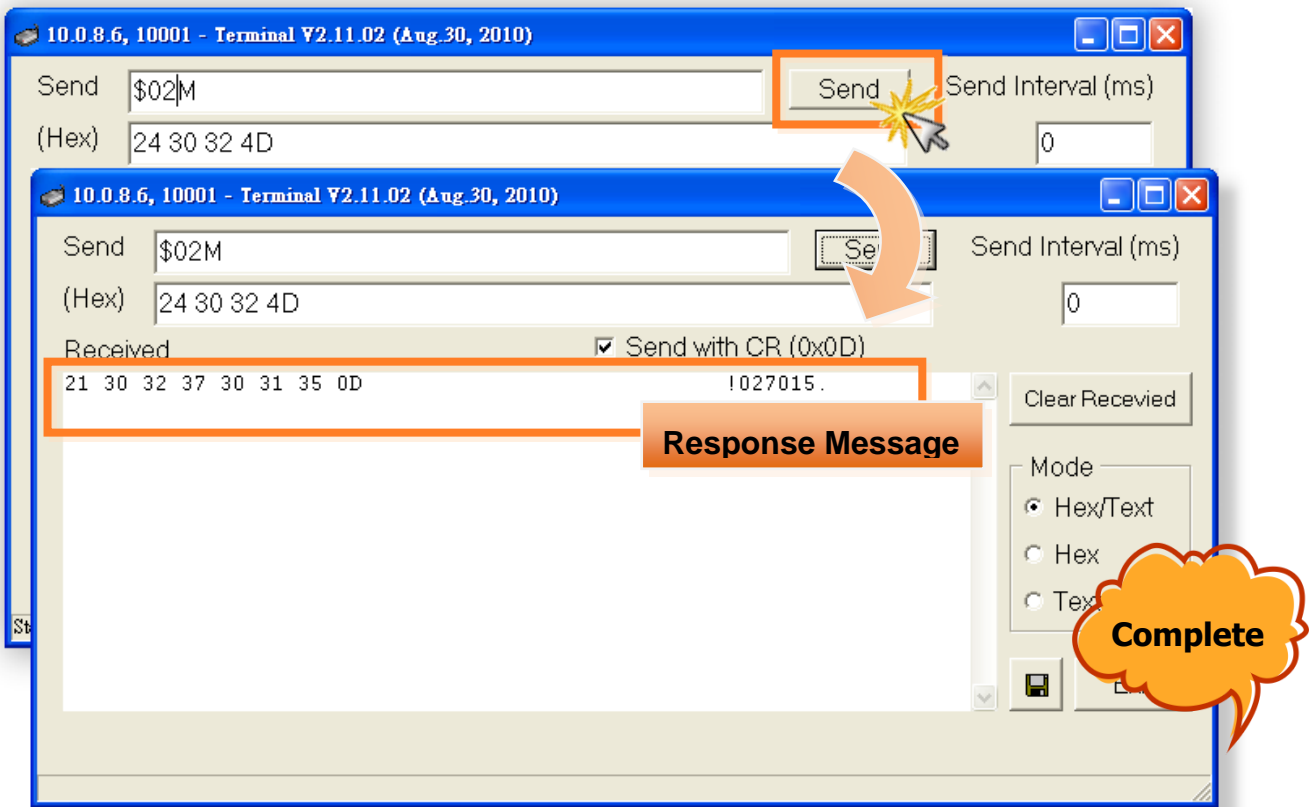 10.0.8.6, 10001 - Terminal V2.11.02 (Aug.30, 2010)
Send $02M Send Send Interval (ms)
(Hex) 24 30 32 4D 0
10.0.8.6, 10001 - Terminal V2.11.02 (Aug.30, 2010)
Send $02M Send Interval (ms)
(Hex) 24 30 32 4D 0
Received Send with CR (0x0D)
21 30 32 37 30 31 35 0D !027015.
Clear Recevied
Response Message
Mode
Hex/Text
Hex
Complete